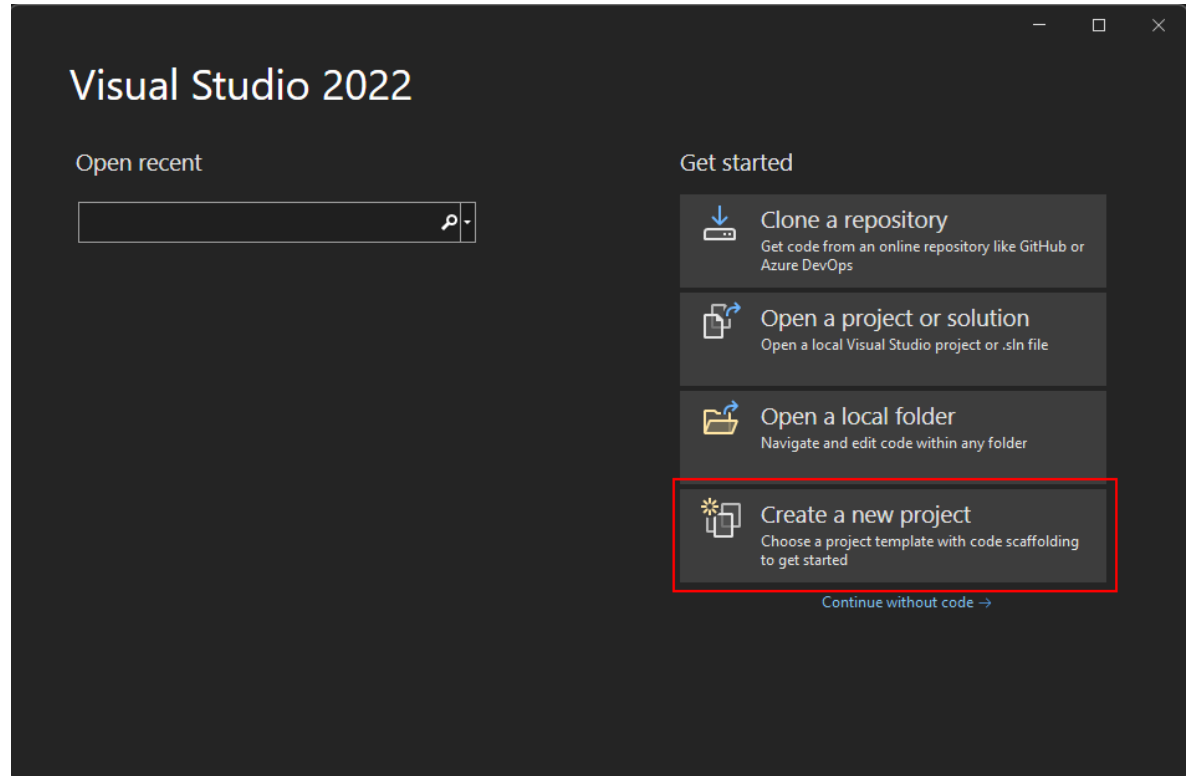 Visual Studio 2022
Open recent
Get started
Clone a repository
Get code from an online repository like GitHub or
Azure DevOps
Open a project or solution
Open a local Visual Studio project or .sln file
Open a local folder
Navigate and edit code within any folder
Create a new project
Choose a project template with code scaffolding
to get started
Continue without code →